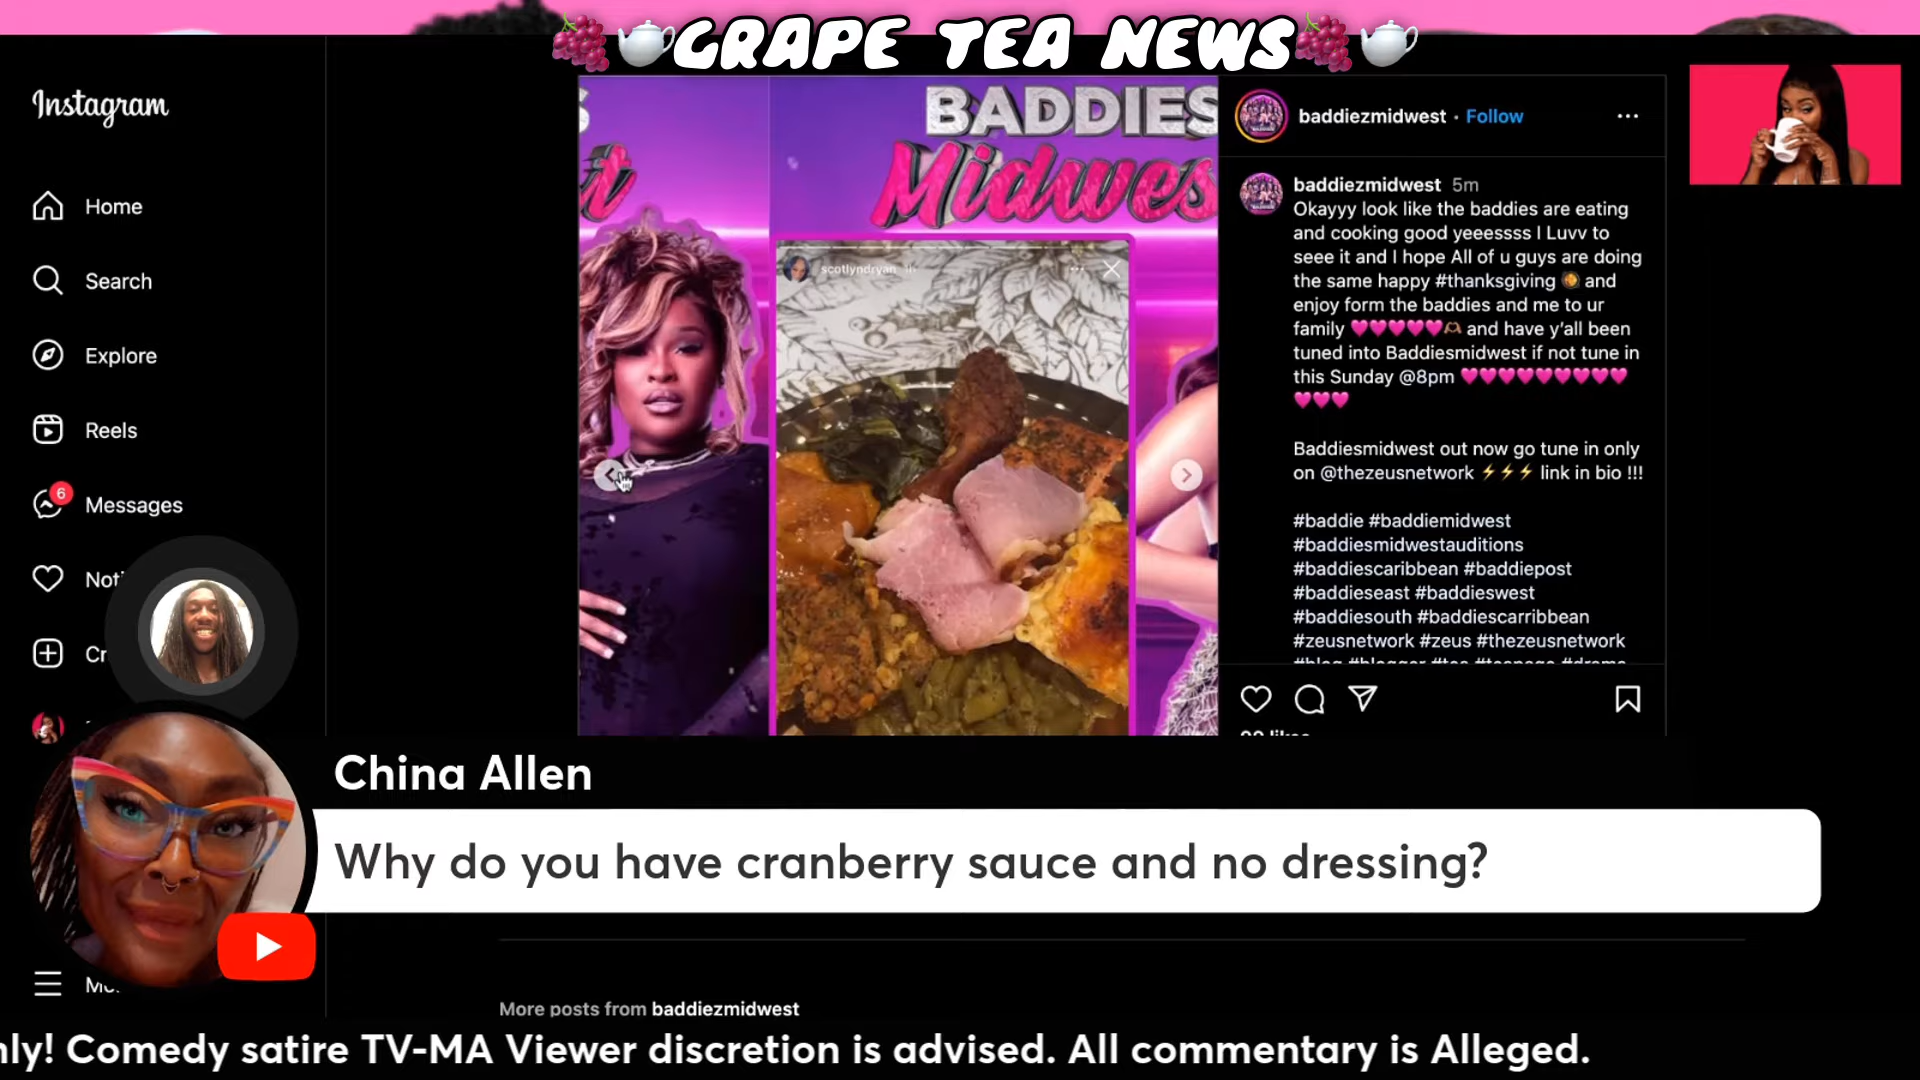 GRAPE TEA NEWS
Instagram
Home
Search
Explore
Reels
6
Messages
Noti
Cr
BADDIES
Midwes
scotlyndryan
baddiezmidwest • Follow
baddiezmidwest 5m
Okayyy look like the baddies are eating
and cooking good yeeessss I Luvv to
seee it and I hope All of u guys are doing
the same happy #thanksgiving and
enjoy form the baddies and me to ur
family and have y'all been
tuned into Baddiesmidwest if not tune in
this Sunday @8pm
Baddiesmidwest out now go tune in only
on @thezeusnetwork ⚡⚡⚡ link in bio !!!
#baddie #baddiemidwest
#baddiesmidwestauditions
#baddiescaribbean #baddiepost
#baddieseast #baddieswest
#baddiesouth #baddiescarribbean
#zeusnetwork #zeus #thezeusnetwork
China Allen
Why do you have cranberry sauce and no dressing?
More posts from baddiezmidwest
nly! Comedy satire TV-MA Viewer discretion is advised. All commentary is Alleged.